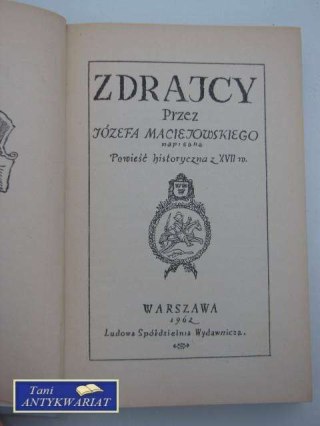 ZDRAJCY
Przez
JÓZEFA MACIEJOWSKIEGO
napisana
Powieść historyczna z XVII w.
WARSZAWA
1962
Ludowa Spółdzielnia Wydawnicza.
Tani
ANTYKWARIAT